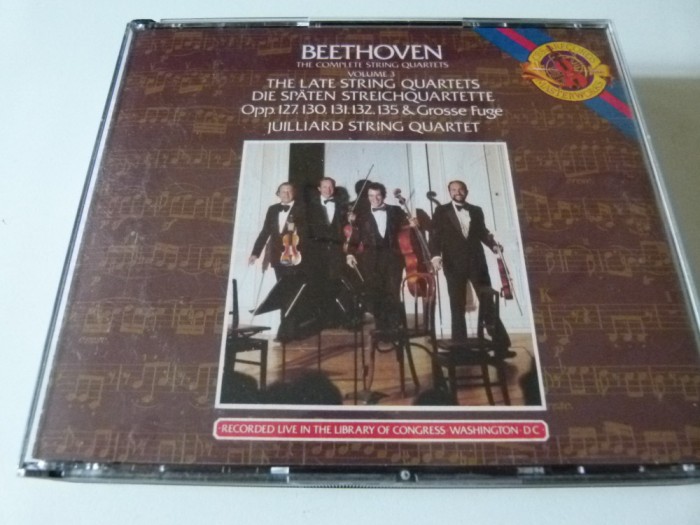 BEETHOVEN
THE COMPLETE STRING QUARTETS
VOLUME 3
THE LATE STRING QUARTETS
DIE SPÄTEN STREICHQUARTETTE
Opp. 127. 130. 131. 132. 135 & Grosse Fuge
JUILLIARD STRING QUARTET
MASTERWORKS
·RECORDED LIVE IN THE LIBRARY OF CONGRESS WASHINGTON·D C